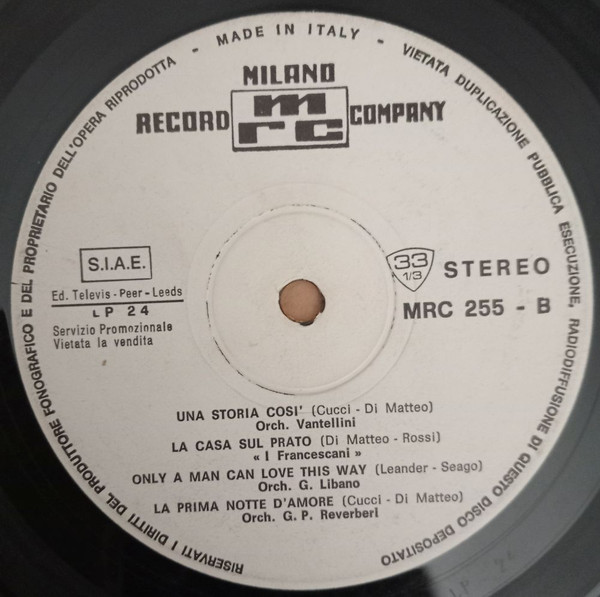 RISERVATI I DIRITTI DEL PRODUTTORE FONOGRAFICO E DEL PROPRIETARIO DELL'OPERA RIPRODOTTA - MADE IN ITALY - VIETATA DUPLICAZIONE PUBBLICA ESECUZIONE, RADIODIFFUSIONE DI QUESTO DISCO DEPOSITATO
MILANO
RECORD mrc COMPANY
S.I.A.E.
Ed. Televis - Peer - Leeds
LP 24
Servizio Promozionale
Vietata la vendita
33 1/3 STEREO
MRC 255 - B
UNA STORIA COSI' (Cucci - Di Matteo)
Orch. Vantellini
LA CASA SUL PRATO (Di Matteo - Rossi)
« I Francescani »
ONLY A MAN CAN LOVE THIS WAY (Leander - Seago)
Orch. G. Libano
LA PRIMA NOTTE D'AMORE (Cucci - Di Matteo)
Orch. G. P. Reverberi